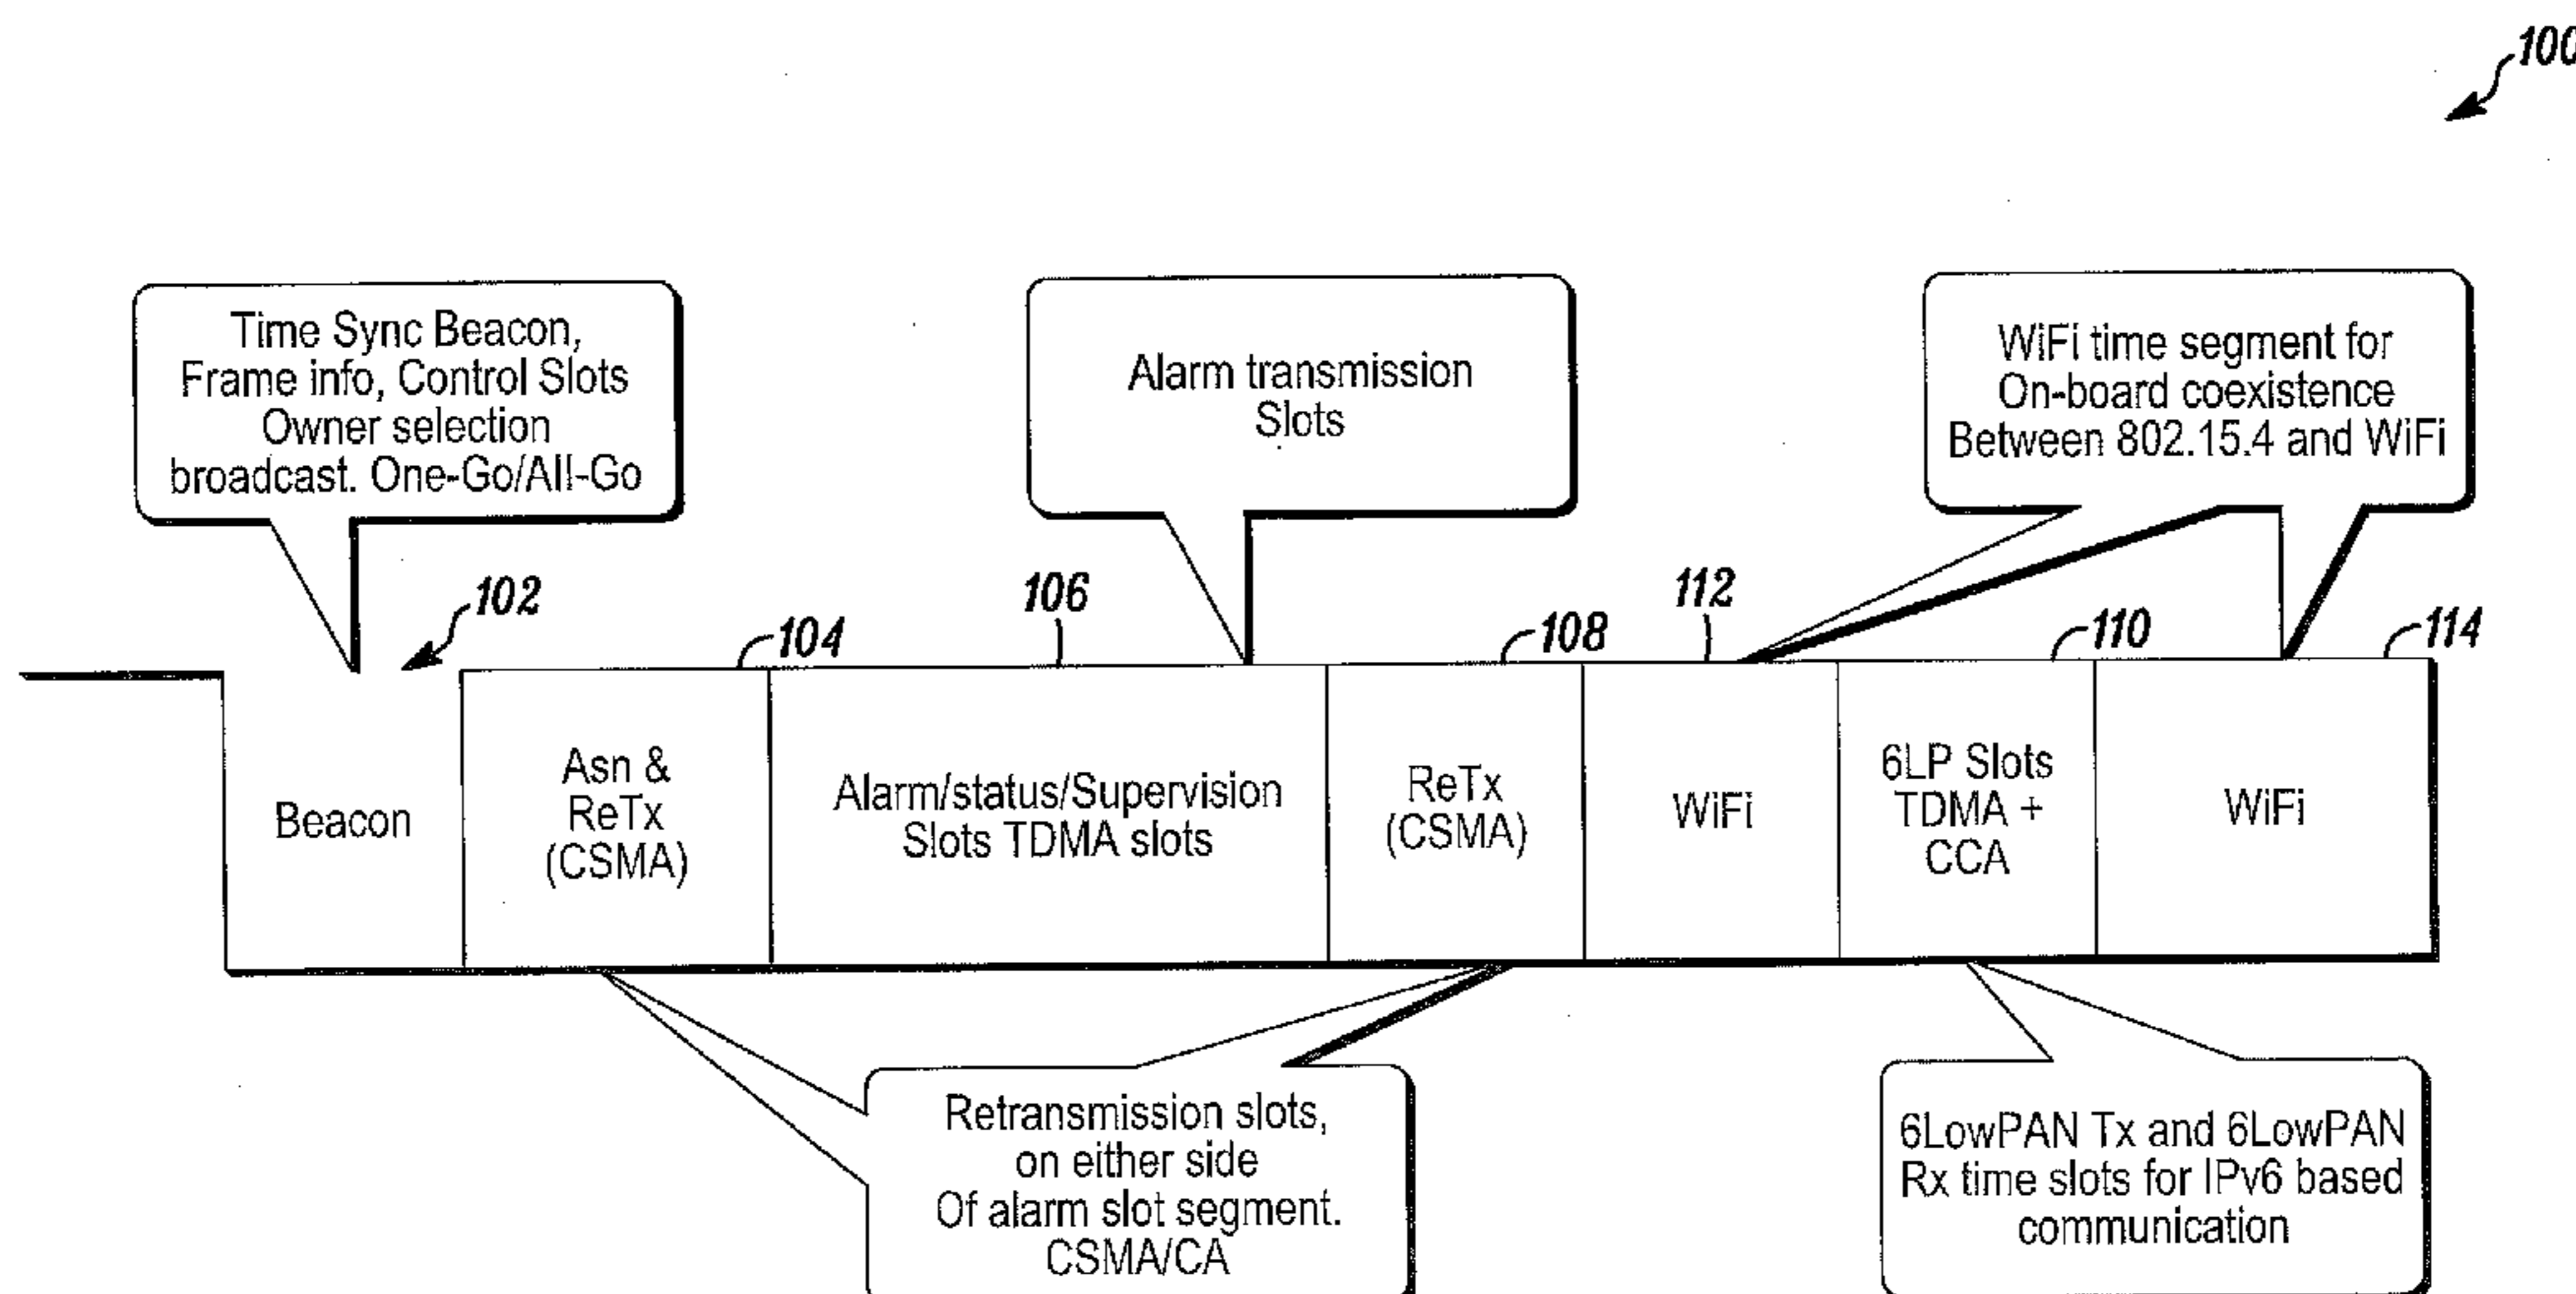 100
Time Sync Beacon,
Frame info, Control Slots
Owner selection
broadcast. One-Go/All-Go
Alarm transmission
Slots
WiFi time segment for
On-board coexistence
Between 802.15.4 and WiFi
102
104
106
108
112
110
114
Beacon
Asn &
ReTx
(CSMA)
Alarm/status/Supervision
Slots TDMA slots
ReTx
(CSMA)
WiFi
6LP Slots
TDMA +
CCA
WiFi
Retransmission slots,
on either side
Of alarm slot segment.
CSMA/CA
6LowPAN Tx and 6LowPAN
Rx time slots for IPv6 based
communication